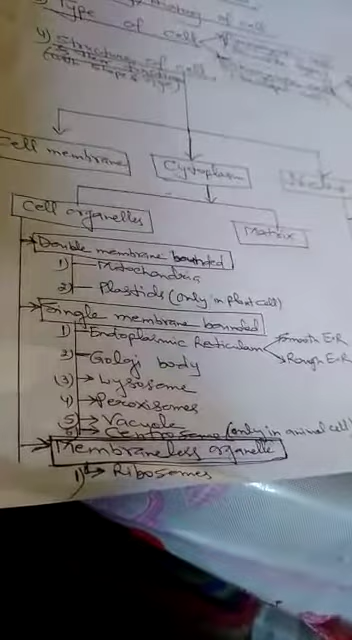 Type of cell
4) Structure of cell
Cell membrane
Cytoplasm
Cell organelles
Matrix
Double membrane bounded
1) Mitochondria
2) Plastids (only in plant cell)
Single membrane bounded
1) Endoplasmic Reticulam
Smooth E.R
Rough E.R
2) Golgi body
(3) Lysosome
4) Peroxisomes
(5) Vacuole
Centrosome (only in animal cell)
Membraneless organelle
1) Ribosomes